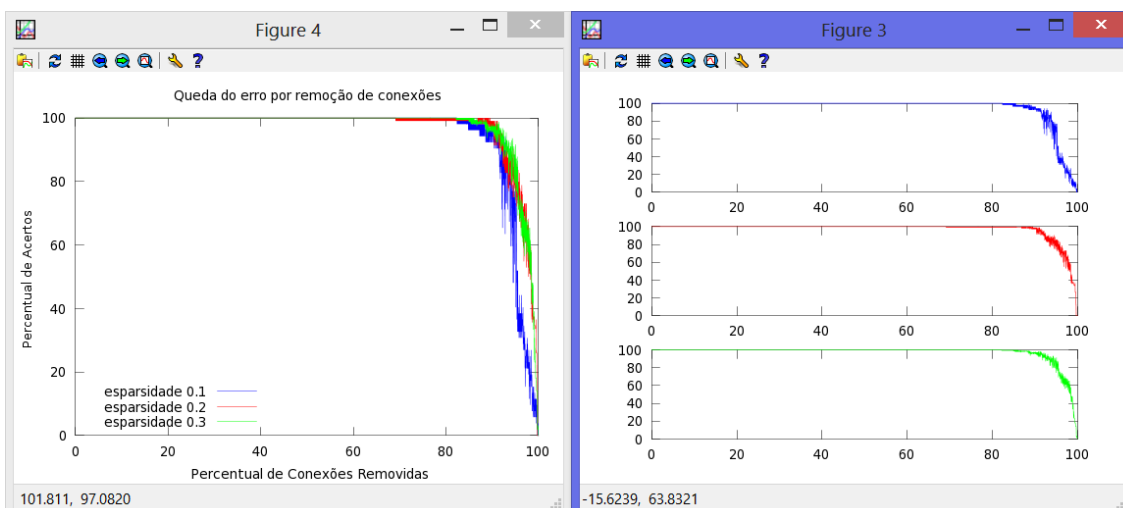 Figure 4
Queda do erro por remoção de conexões
100
80
60
40
20
0
0 20 40 60 80 100
Percentual de Acertos
esparsidade 0.1
esparsidade 0.2
esparsidade 0.3
Percentual de Conexões Removidas
101.811, 97.0820
Figure 3
100
80
60
40
20
0
0 20 40 60 80 100
100
80
60
40
20
0
0 20 40 60 80 100
100
80
60
40
20
0
0 20 40 60 80 100
-15.6239, 63.8321